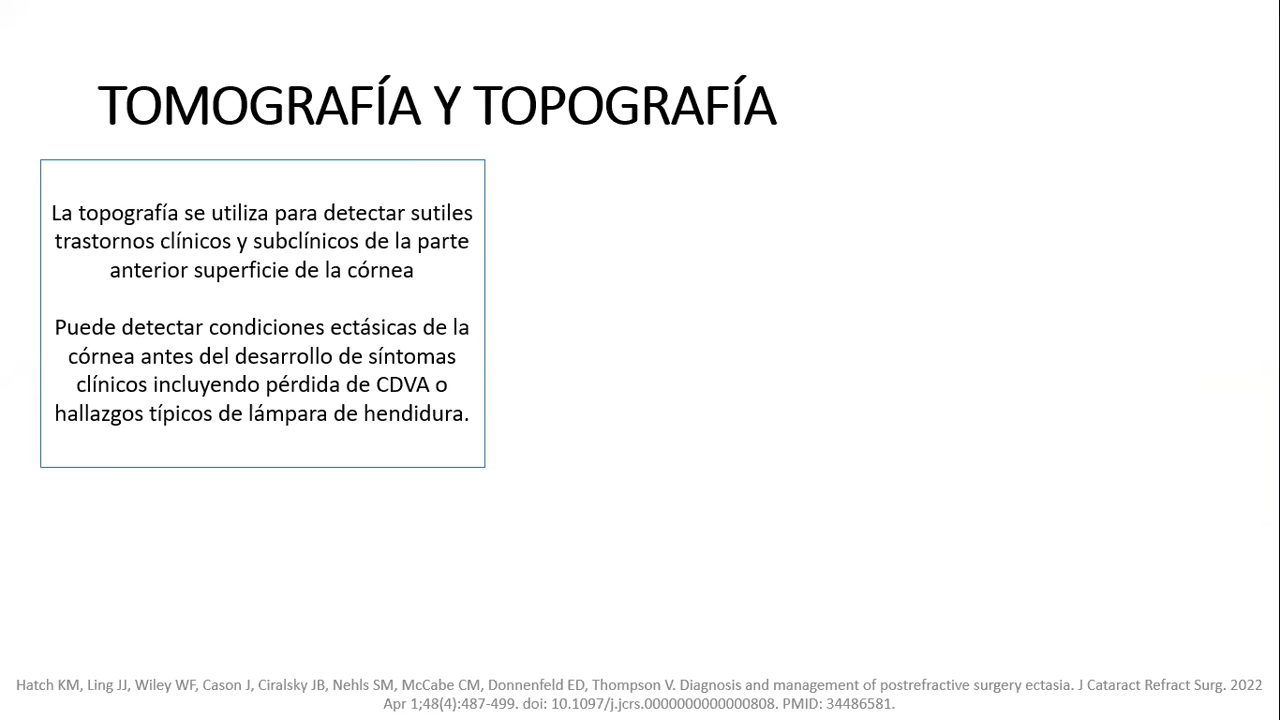 TOMOGRAFÍA Y TOPOGRAFÍA
La topografía se utiliza para detectar sutiles
trastornos clínicos y subclínicos de la parte
anterior superficie de la córnea
Puede detectar condiciones ectásicas de la
córnea antes del desarrollo de síntomas
clínicos incluyendo pérdida de CDVA o
hallazgos típicos de lámpara de hendidura.
Hatch KM, Ling JJ, Wiley WF, Cason J, Ciralsky JB, Nehls SM, McCabe CM, Donnenfeld ED, Thompson V. Diagnosis and management of postrefractive surgery ectasia. J Cataract Refract Surg. 2022
Apr 1;48(4):487-499. doi: 10.1097/j.jcrs.0000000000000808. PMID: 34486581.